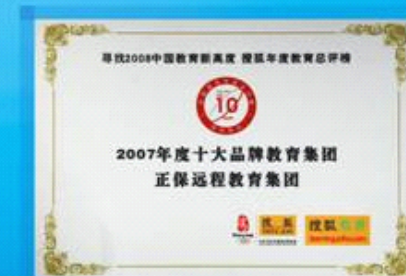 寻找2008中国教育新高度 搜狐年度教育总评榜
10
2007年度十大品牌教育集团
正保远程教育集团
搜狐
搜狐